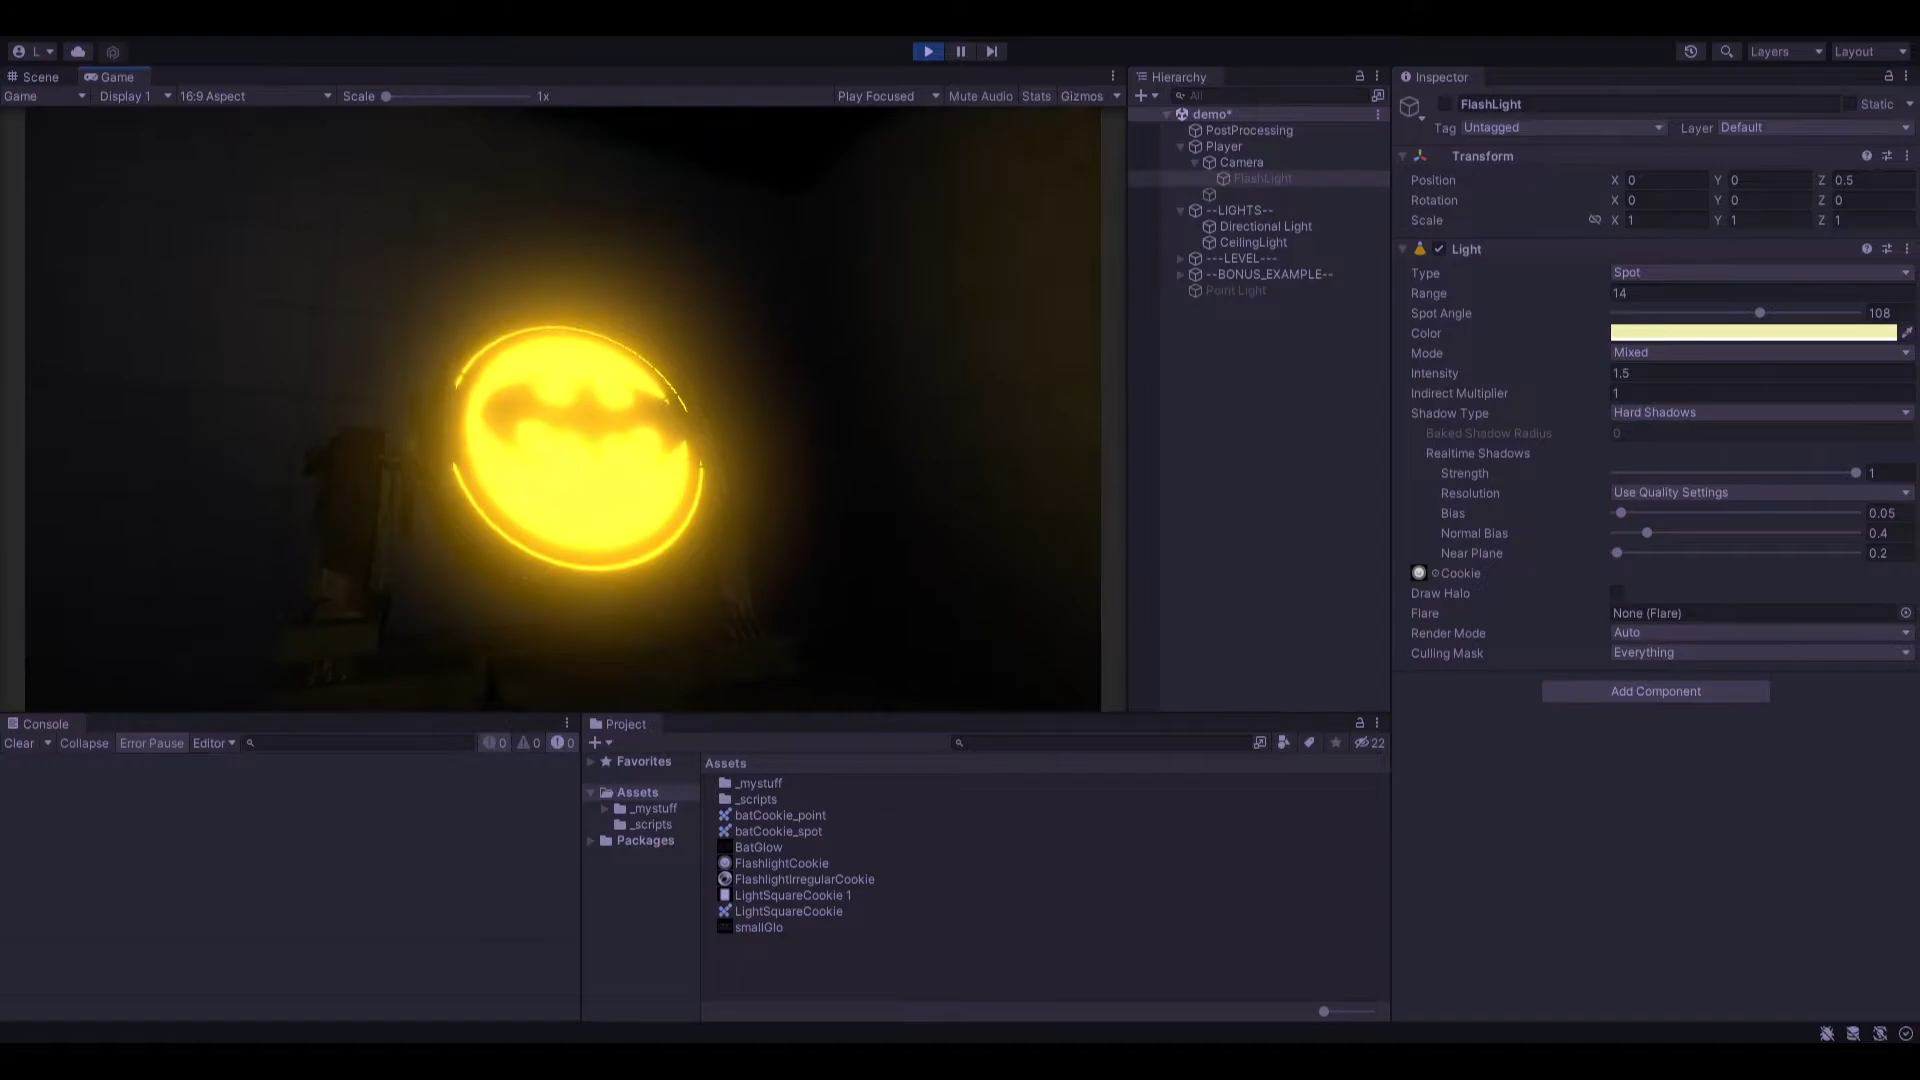 L
Layers
Layout
Scene
Game
Game
Display 1
16:9 Aspect
Scale
1x
Play Focused
Mute Audio
Stats
Gizmos
Hierarchy
All
demo*
PostProcessing
Player
Camera
FlashLight
--LIGHTS--
Directional Light
CeilingLight
---LEVEL---
--BONUS_EXAMPLE--
Point Light
Inspector
FlashLight
Static
Tag Untagged
Layer Default
Transform
Position X 0 Y 0 Z 0.5
Rotation X 0 Y 0 Z 0
Scale X 1 Y 1 Z 1
Light
Type Spot
Range 14
Spot Angle 108
Color
Mode Mixed
Intensity 1.5
Indirect Multiplier 1
Shadow Type Hard Shadows
Baked Shadow Radius 0
Realtime Shadows
Strength 1
Resolution Use Quality Settings
Bias 0.05
Normal Bias 0.4
Near Plane 0.2
Cookie
Draw Halo
Flare None (Flare)
Render Mode Auto
Culling Mask Everything
Add Component
Console
Clear
Collapse
Error Pause
Editor
0
0
0
Project
22
Favorites
Assets
_mystuff
_scripts
Packages
Assets
_mystuff
_scripts
batCookie_point
batCookie_spot
BatGlow
FlashlightCookie
FlashlightIrregularCookie
LightSquareCookie 1
LightSquareCookie
smallGlo